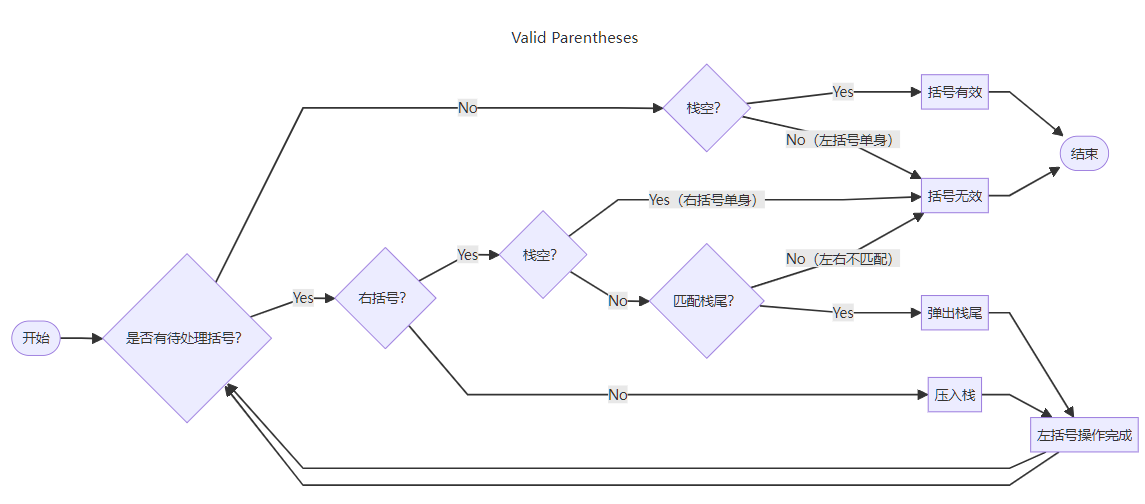 Valid Parentheses
栈空?
Yes
括号有效
No
No（左括号单身）
结束
Yes（右括号单身）
括号无效
栈空?
Yes
No（左右不匹配）
右括号?
Yes
No
匹配栈尾?
Yes
弹出栈尾
开始
是否有待处理括号?
No
压入栈
左括号操作完成